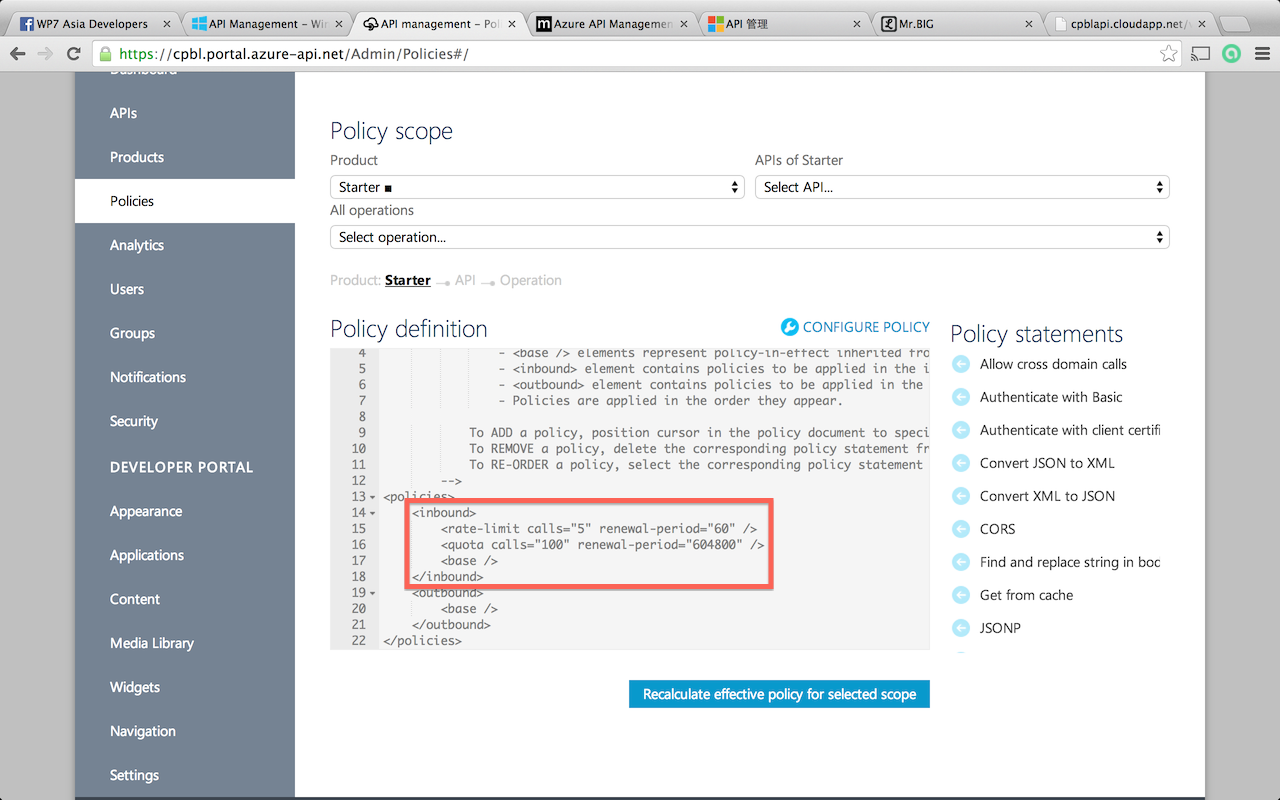 WP7 Asia Developers
API Management – Win
API management – Pol
Azure API Managemen
API 管理
Mr.BIG
cpblapi.cloudapp.net/
https://cpbl.portal.azure-api.net/Admin/Policies#/
Dashboard
APIs
Products
Policies
Analytics
Users
Groups
Notifications
Security
DEVELOPER PORTAL
Appearance
Applications
Content
Media Library
Widgets
Navigation
Settings
Policy scope
Product
APIs of Starter
Starter ■
Select API...
All operations
Select operation...
Product: Starter API Operation
Policy definition
CONFIGURE POLICY
4 - <base /> elements represent policy-in-effect inherited fro
5 - <inbound> element contains policies to be applied in the i
6 - <outbound> element contains policies to be applied in the
7 - Policies are applied in the order they appear.
8
9 To ADD a policy, position cursor in the policy document to speci
10 To REMOVE a policy, delete the corresponding policy statement fr
11 To RE-ORDER a policy, select the corresponding policy statement
12 -->
13 <policies>
14 <inbound>
15 <rate-limit calls="5" renewal-period="60" />
16 <quota calls="100" renewal-period="604800" />
17 <base />
18 </inbound>
19 <outbound>
20 <base />
21 </outbound>
22 </policies>
Recalculate effective policy for selected scope
Policy statements
Allow cross domain calls
Authenticate with Basic
Authenticate with client certifi
Convert JSON to XML
Convert XML to JSON
CORS
Find and replace string in boc
Get from cache
JSONP